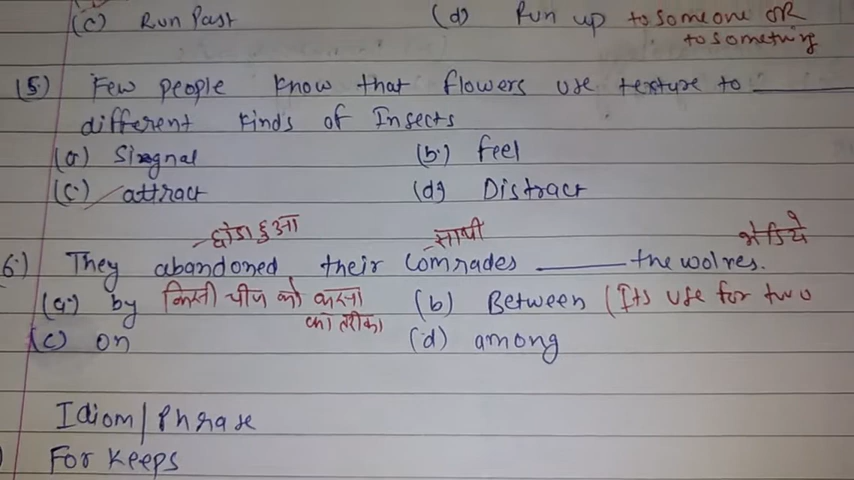 (c) Run Past (d) Run up to someone OR
to something
(5) Few people know that flowers use texture to ______
different kinds of Insects
(a) Signal (b) feel
(c) attract (d) Distract
छोडा हुआ साथी भेडिये
6.) They abandoned their Comrades ______ the wolves.
(a) by किसी चीज को करना (b) Between (Its use for two
का तरीका
(c) on (d) among
Idiom/Phrase
For Keeps